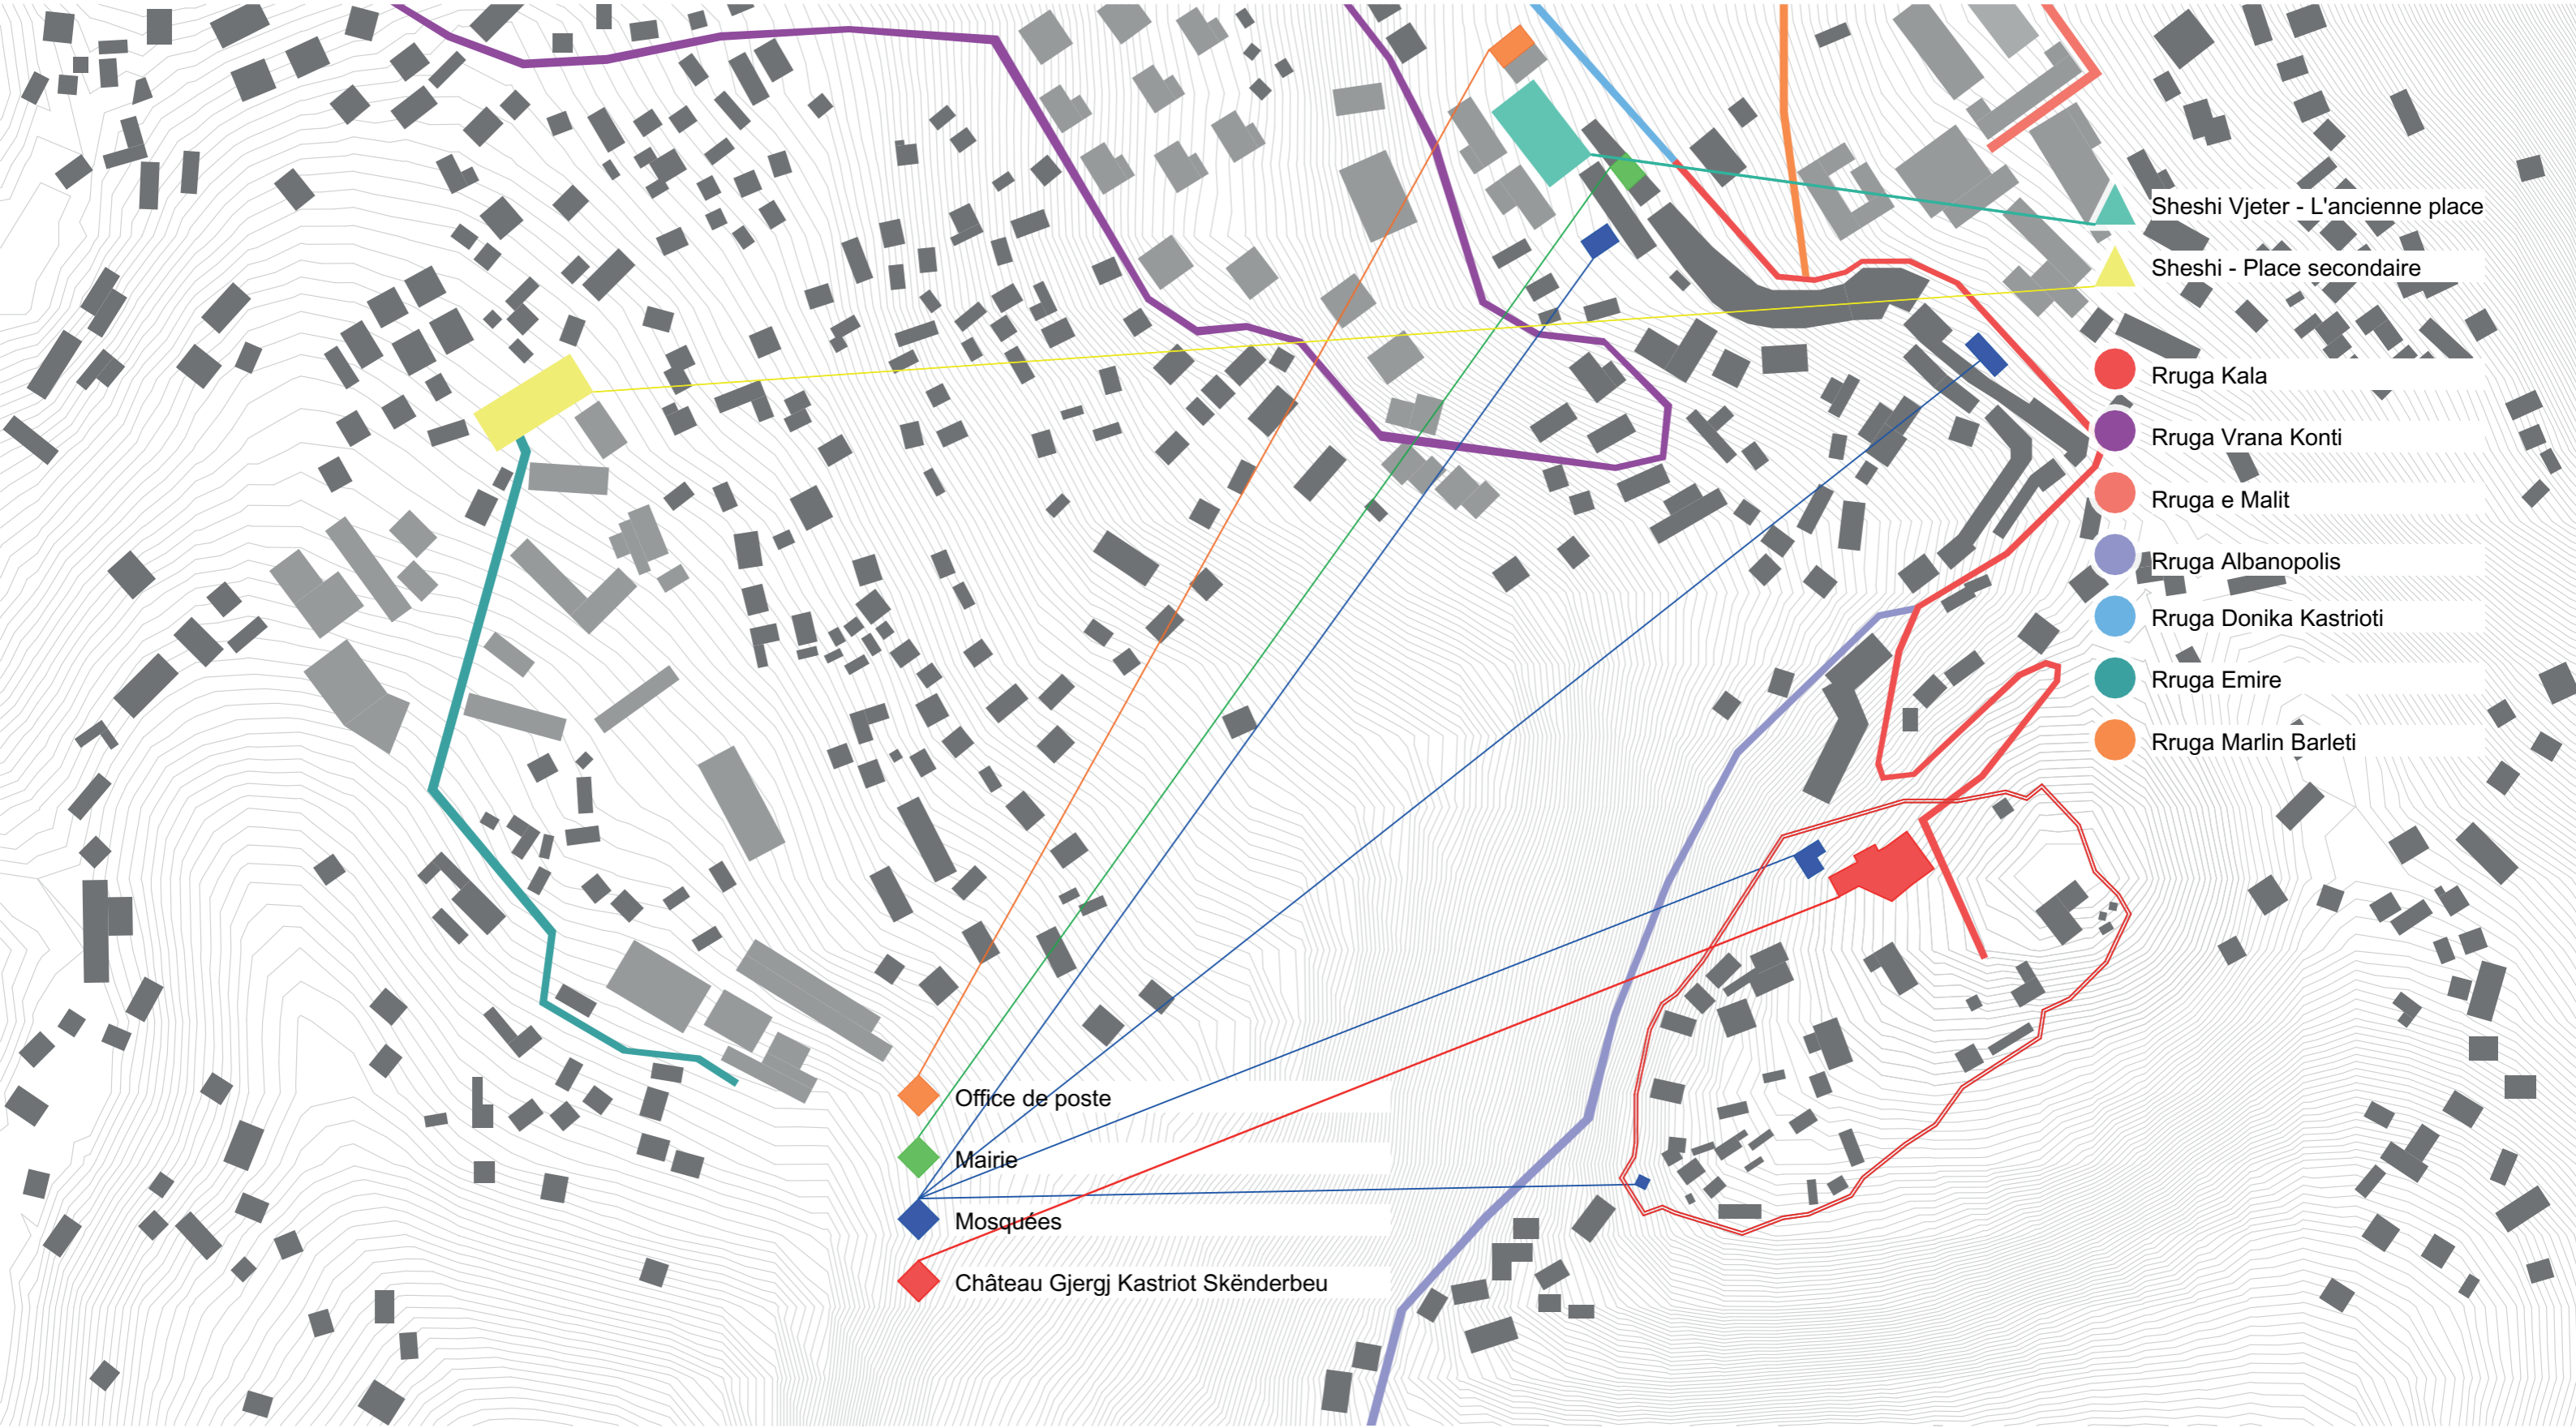 Sheshi Vjeter - L'ancienne place
Sheshi - Place secondaire
Rruga Kala
Rruga Vrana Konti
Rruga e Malit
Rruga Albanopolis
Rruga Donika Kastrioti
Rruga Emire
Rruga Marlin Barleti
Office de poste
Mairie
Mosquées
Château Gjergj Kastriot Skënderbeu